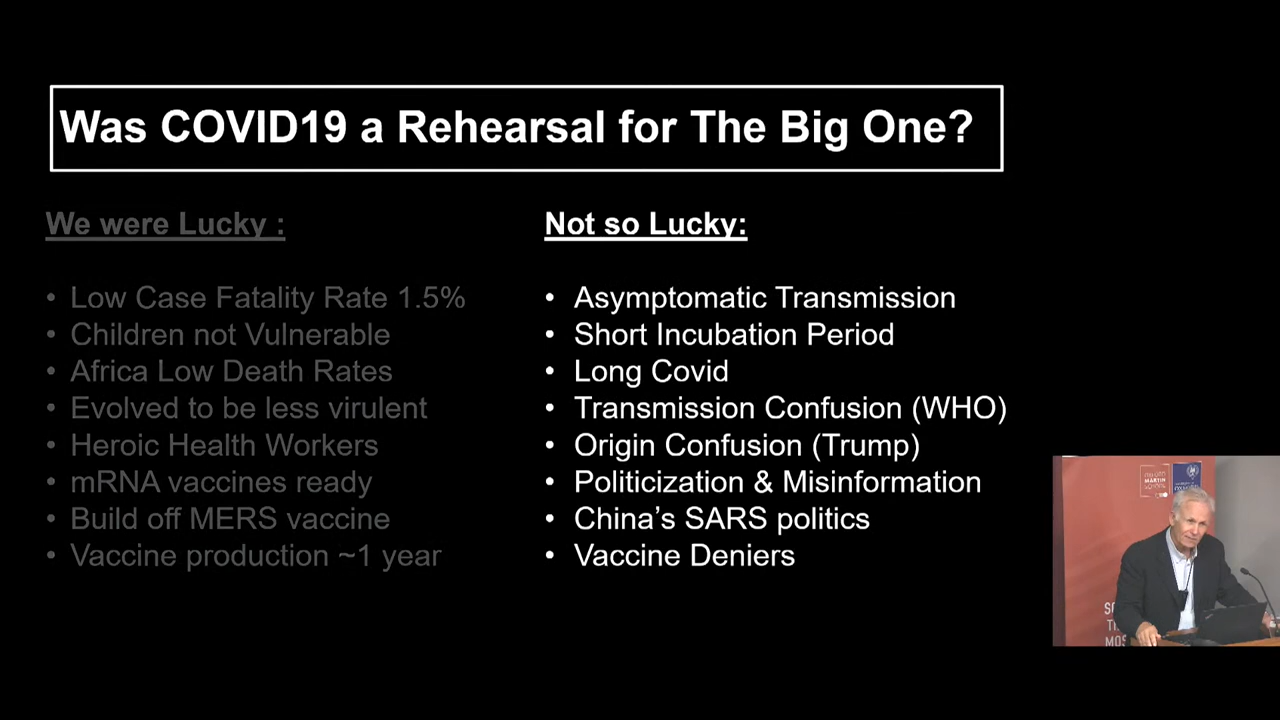 Was COVID19 a Rehearsal for The Big One?
We were Lucky :
• Low Case Fatality Rate 1.5%
• Children not Vulnerable
• Africa Low Death Rates
• Evolved to be less virulent
• Heroic Health Workers
• mRNA vaccines ready
• Build off MERS vaccine
• Vaccine production ~1 year
Not so Lucky:
• Asymptomatic Transmission
• Short Incubation Period
• Long Covid
• Transmission Confusion (WHO)
• Origin Confusion (Trump)
• Politicization & Misinformation
• China’s SARS politics
• Vaccine Deniers
MARTIN
OXFORD